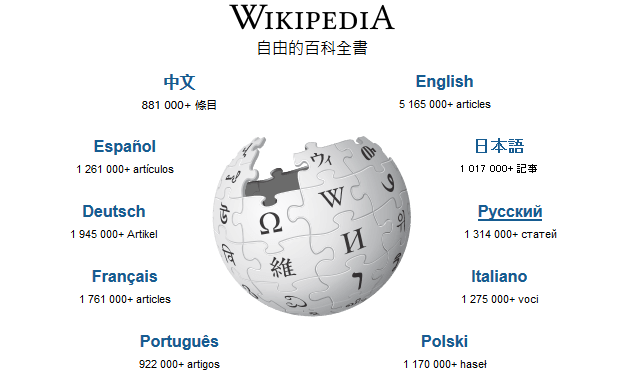 WIKIPEDIA
自由的百科全書
中文
881 000+ 條目
English
5 165 000+ articles
Español
1 261 000+ artículos
日本語
1 017 000+ 記事
Deutsch
1 945 000+ Artikel
Русский
1 314 000+ статей
Français
1 761 000+ articles
Italiano
1 275 000+ voci
Português
922 000+ artigos
Polski
1 170 000+ haseł
ウィ
W
Ω
И
維